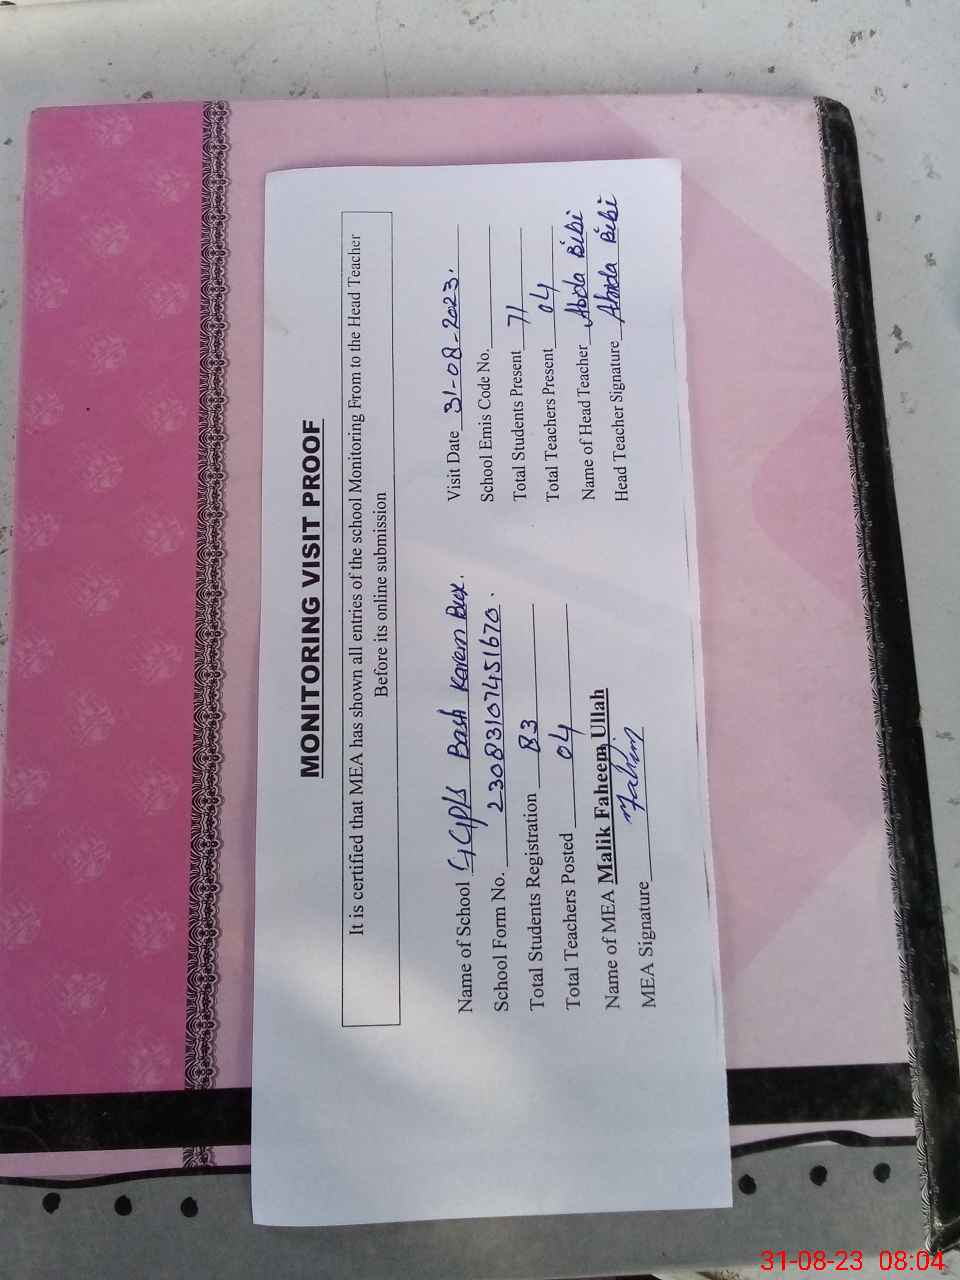 MONITORING VISIT PROOF
It is certified that MEA has shown all entries of the school Monitoring From to the Head Teacher
Before its online submission
Name of School GGP/S Bash Karem Bux.
Visit Date 31-08-2023.
School Form No. 23083107451670.
School Emis Code No.
Total Students Registration 83
Total Students Present 71
Total Teachers Posted 04
Total Teachers Present 04
Name of MEA Malik Faheem Ullah
Name of Head Teacher Abida Bibi
MEA Signature Fahim
Head Teacher Signature Abida Bibi
31-08-23 08:04